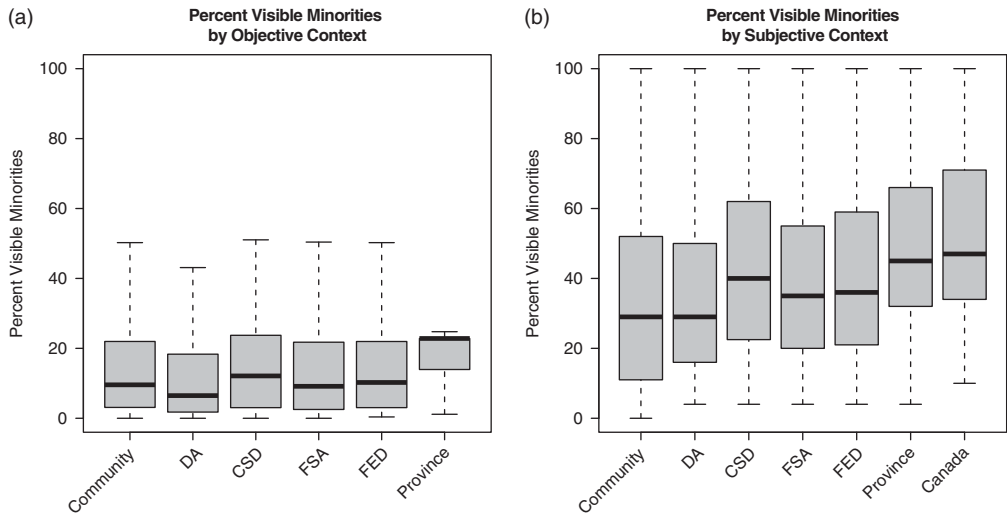 (a)
Percent Visible Minorities
by Objective Context
Percent Visible Minorities
100
80
60
40
20
0
Community
DA
CSD
FSA
FED
Province
(b)
Percent Visible Minorities
by Subjective Context
Percent Visible Minorities
100
80
60
40
20
0
Community
DA
CSD
FSA
FED
Province
Canada